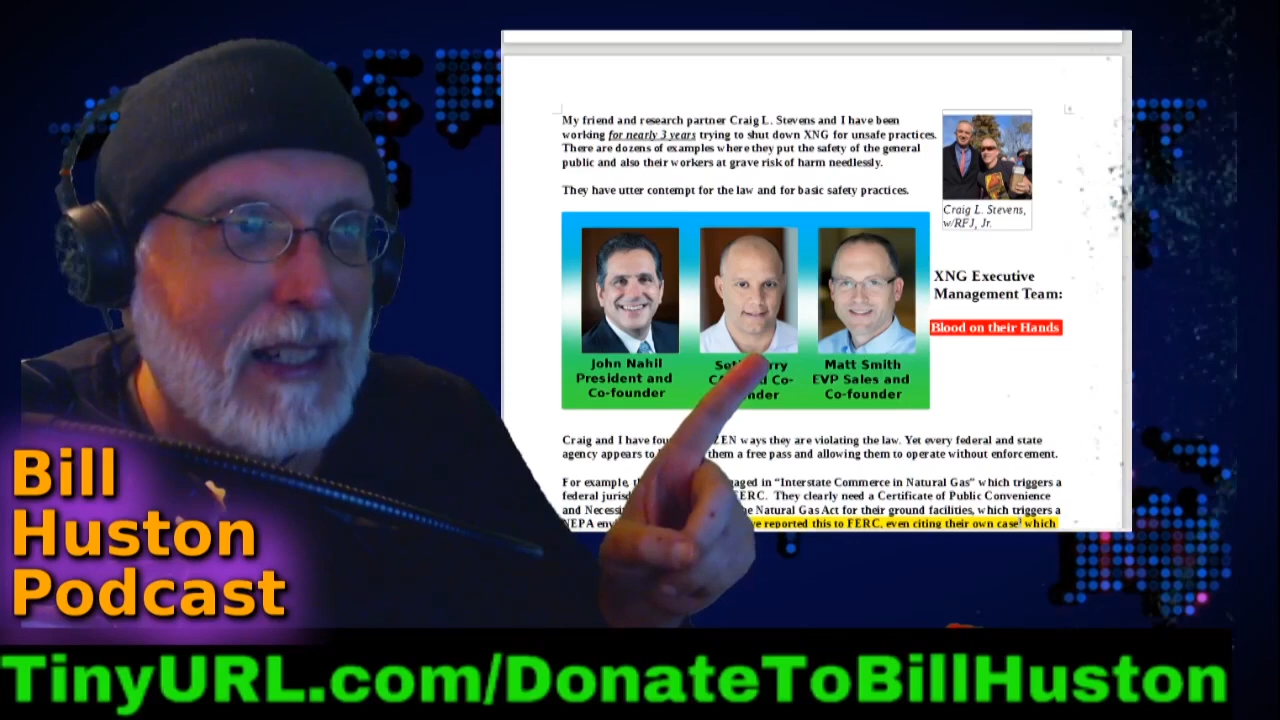 My friend and research partner Craig L. Stevens and I have been
working for nearly 3 years trying to shut down XNG for unsafe practices.
There are dozens of examples where they put the safety of the general
public and also their workers at grave risk of harm needlessly.
They have utter contempt for the law and for basic safety practices.
Craig L. Stevens,
w/RFJ, Jr.
XNG Executive
Management Team:
Blood on their Hands
John Nahil
President and
Co-founder
Matt Smith
EVP Sales and
Co-founder
Craig and I have ways they are violating the law. Yet every federal and state
agency appears to them a free pass and allowing them to operate without enforcement.
For example, in “Interstate Commerce in Natural Gas” which triggers a
federal FERC. They clearly need a Certificate of Public Convenience
and Natural Gas Act for their ground facilities, which triggers a
NEPA reported this to FERC, even citing their own case¹ which
Bill
Huston
Podcast
TinyURL.com/DonateToBillHuston